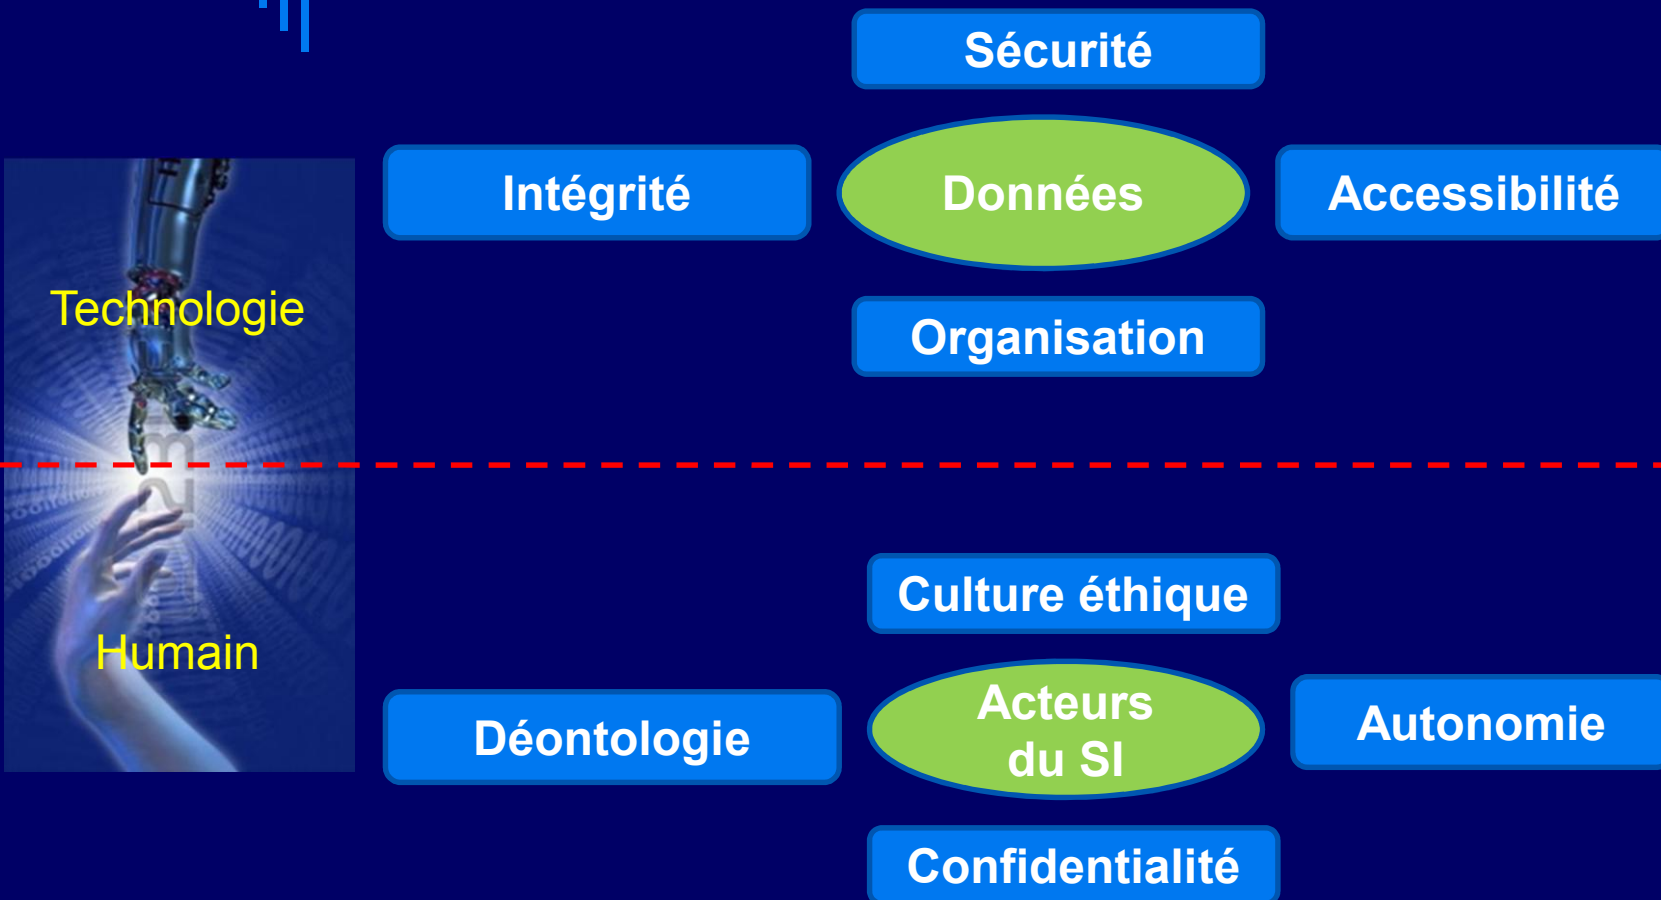 Sécurité
Intégrité
Données
Accessibilité
Technologie
Organisation
Culture éthique
Humain
Déontologie
Acteurs
du SI
Autonomie
Confidentialité